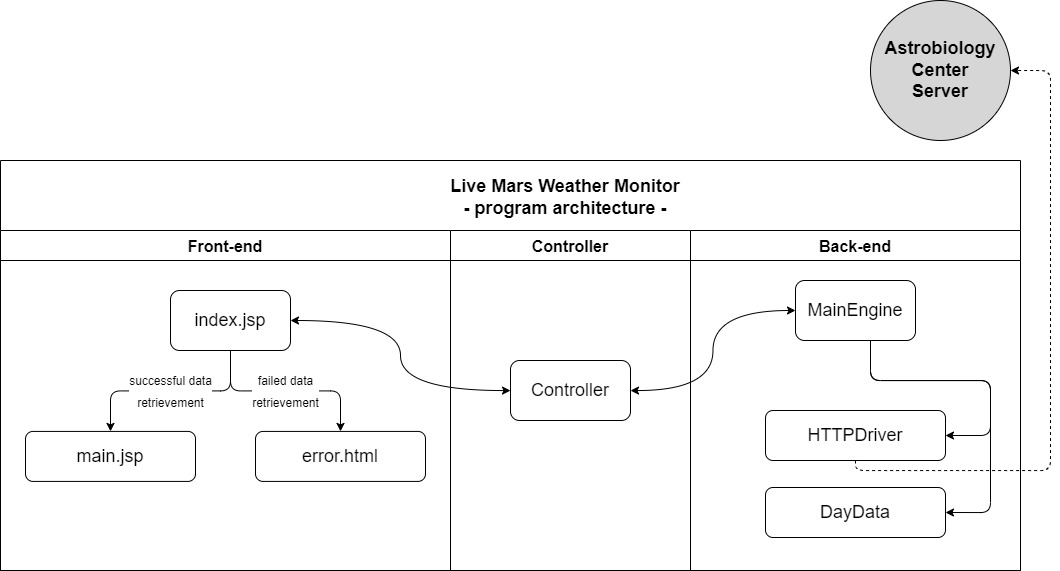 Astrobiology
Center
Server
Live Mars Weather Monitor
- program architecture -
Front-end
Controller
Back-end
index.jsp
MainEngine
successful data
retrievement
failed data
retrievement
Controller
main.jsp
error.html
HTTPDriver
DayData